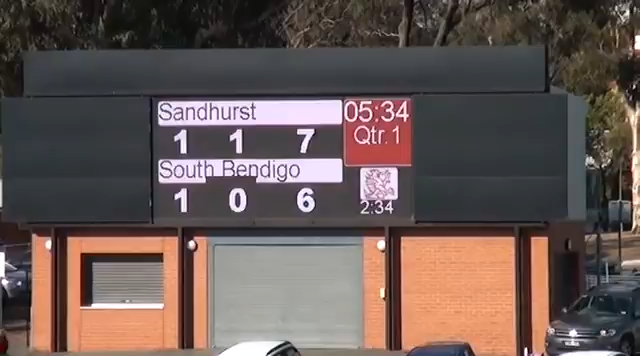 Sandhurst
1 1 7
05:34
Qtr.1
South Bendigo
1 0 6
2:34